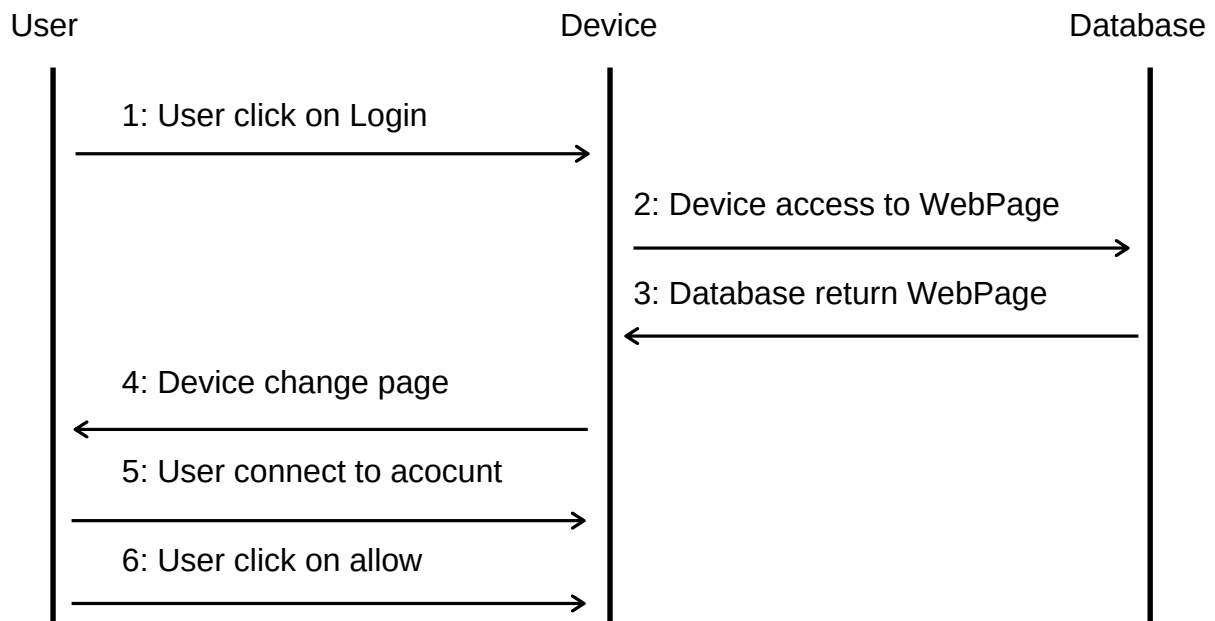 User Device Database
1: User click on Login
2: Device access to WebPage
3: Database return WebPage
4: Device change page
5: User connect to acocunt
6: User click on allow